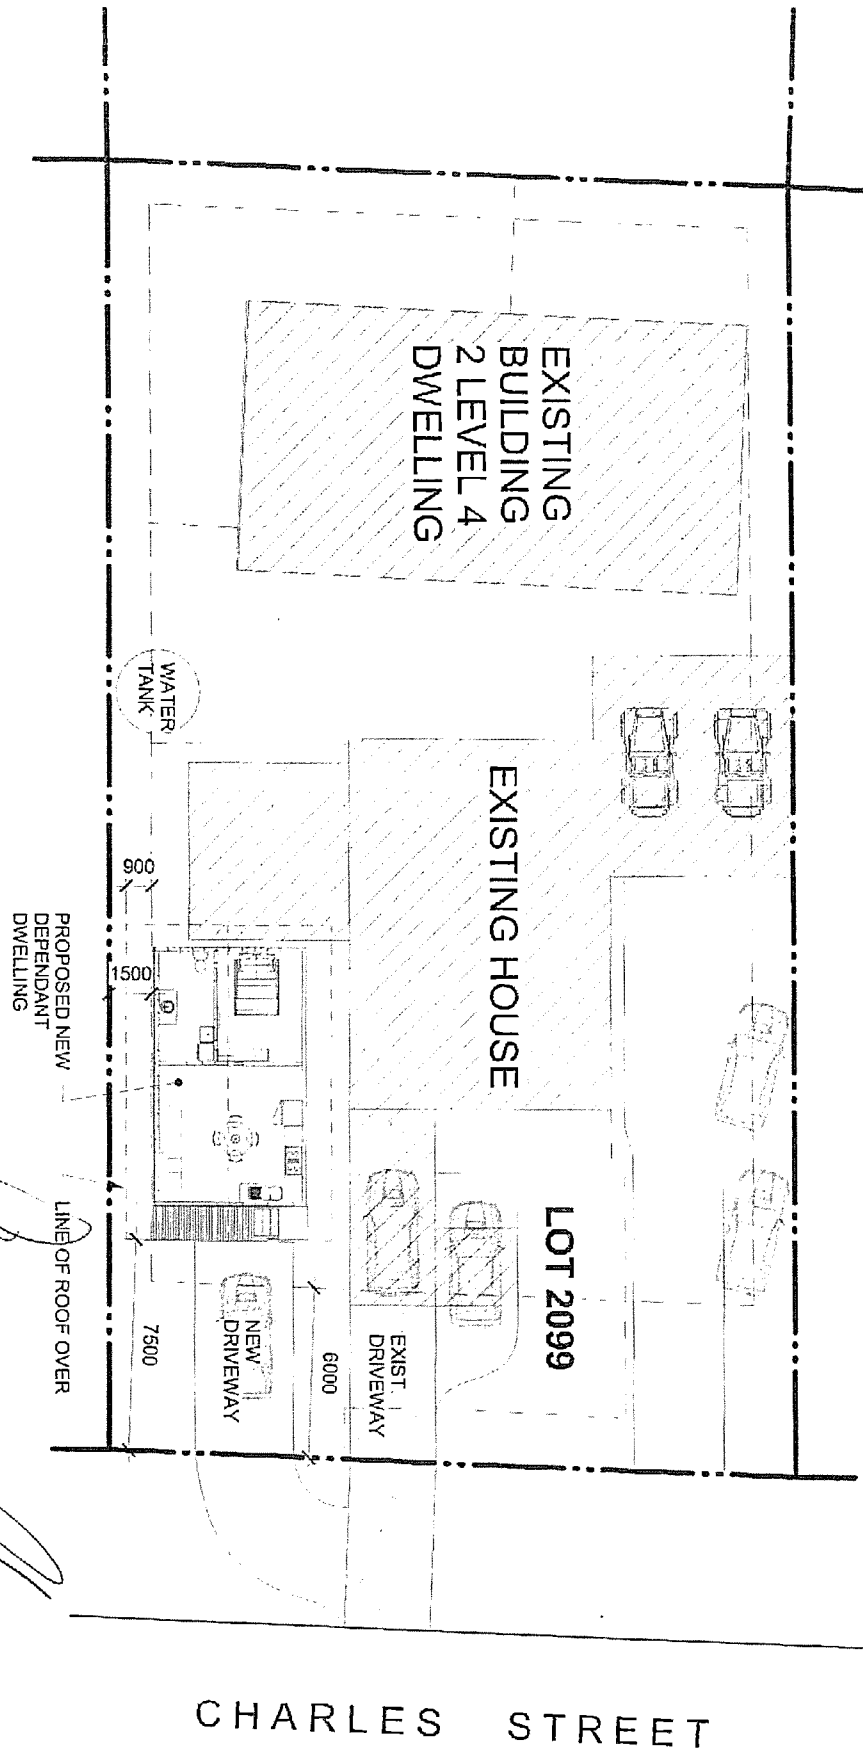 EXISTING
BUILDING
2 LEVEL 4
DWELLING
WATER
TANK
EXISTING HOUSE
900
1500
PROPOSED NEW
DEPENDANT
DWELLING
LINE OF ROOF OVER
LOT 2099
7500
NEW
DRIVEWAY
6000
EXIST.
DRIVEWAY
CHARLES STREET